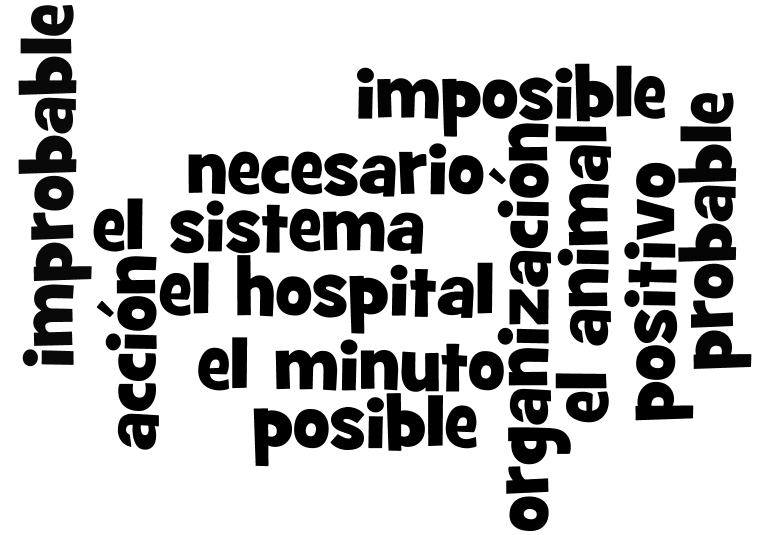 improbable
imposible
probable
necesario
organización
el animal
positivo
el sistema
acción
el hospital
el minuto
posible